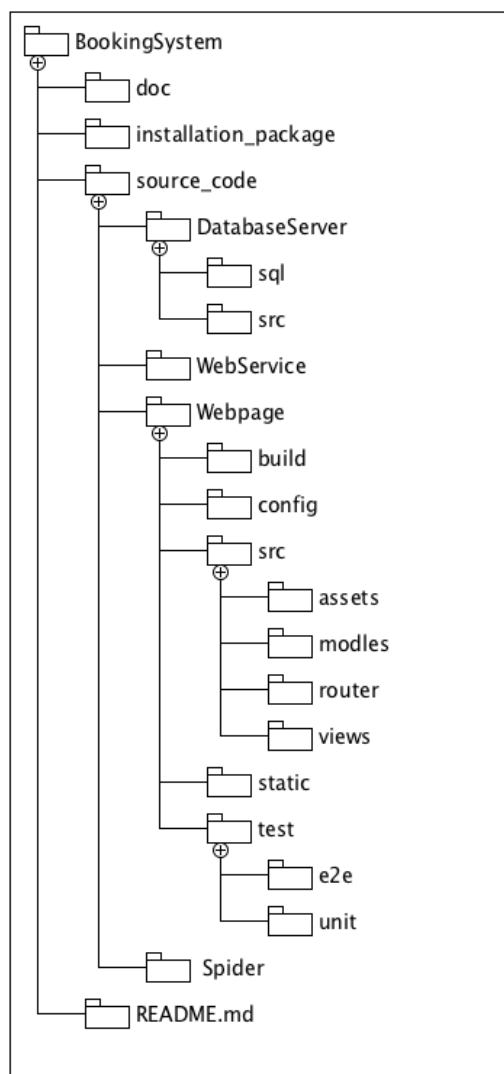 BookingSystem
doc
installation_package
source_code
DatabaseServer
sql
src
WebService
Webpage
build
config
src
assets
modles
router
views
static
test
e2e
unit
Spider
README.md